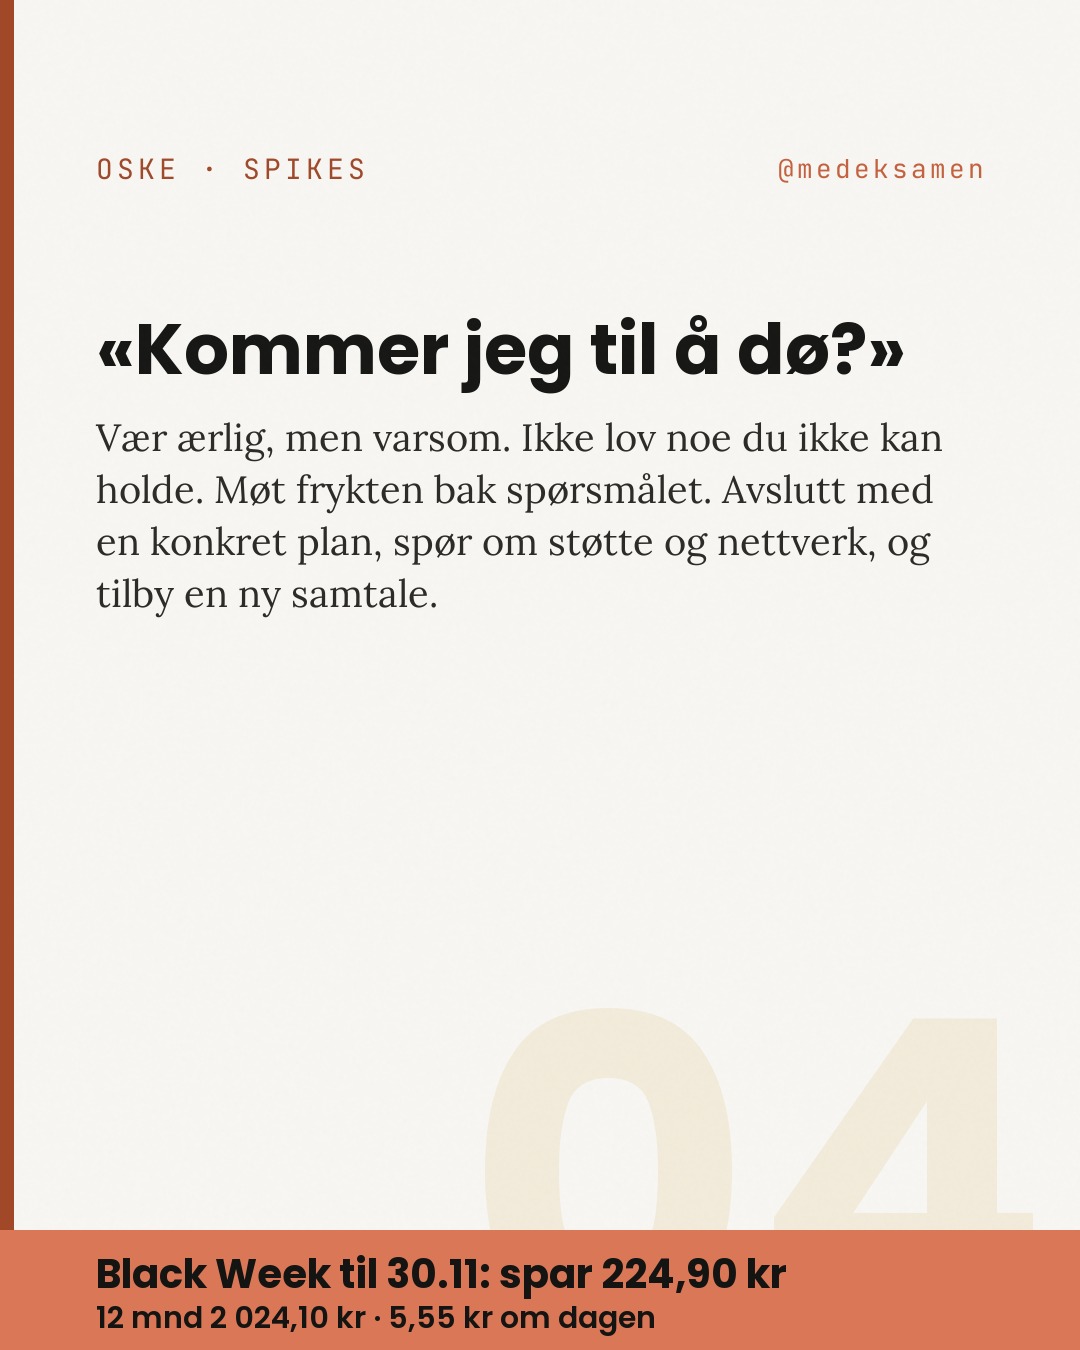 OSKE · SPIKES
@medeksamen
«Kommer jeg til å dø?»
Vær ærlig, men varsom. Ikke lov noe du ikke kan
holde. Møt frykten bak spørsmålet. Avslutt med
en konkret plan, spør om støtte og nettverk, og
tilby en ny samtale.
04
Black Week til 30.11: spar 224,90 kr
12 mnd 2 024,10 kr · 5,55 kr om dagen